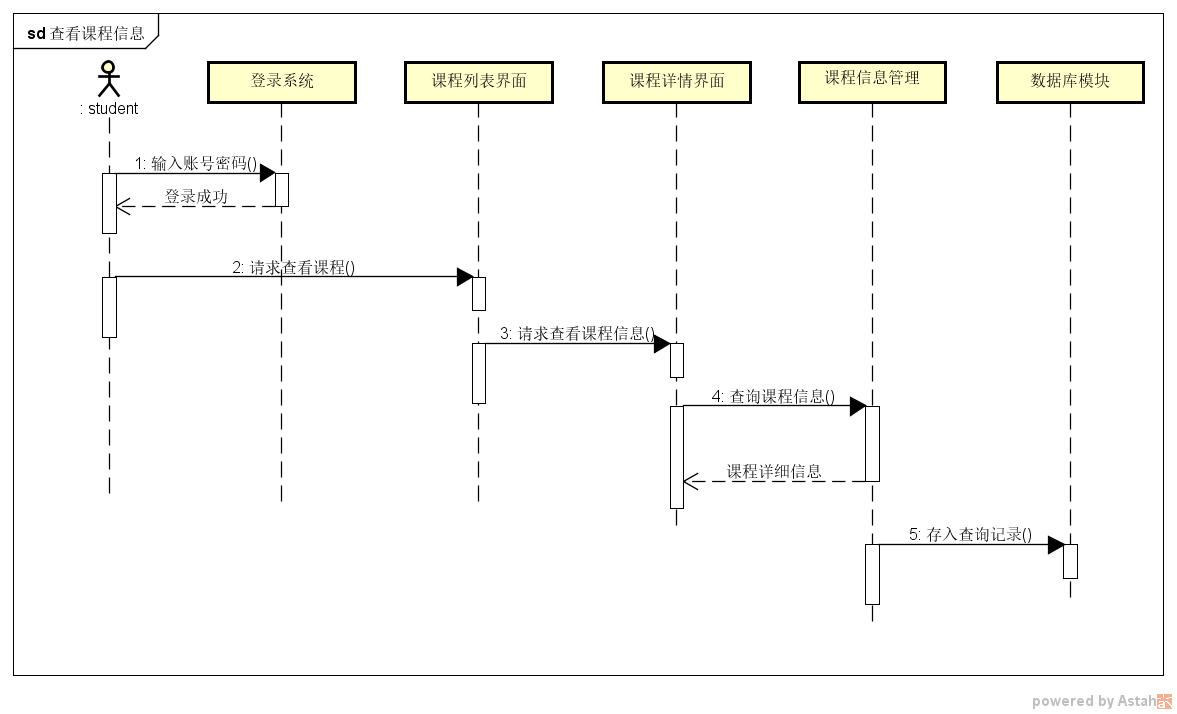 sd 查看课程信息
: student
登录系统
课程列表界面
课程详情界面
课程信息管理
数据库模块
1: 输入账号密码()
登录成功
2: 请求查看课程()
3: 请求查看课程信息()
4: 查询课程信息()
课程详细信息
5: 存入查询记录()
powered by Astah